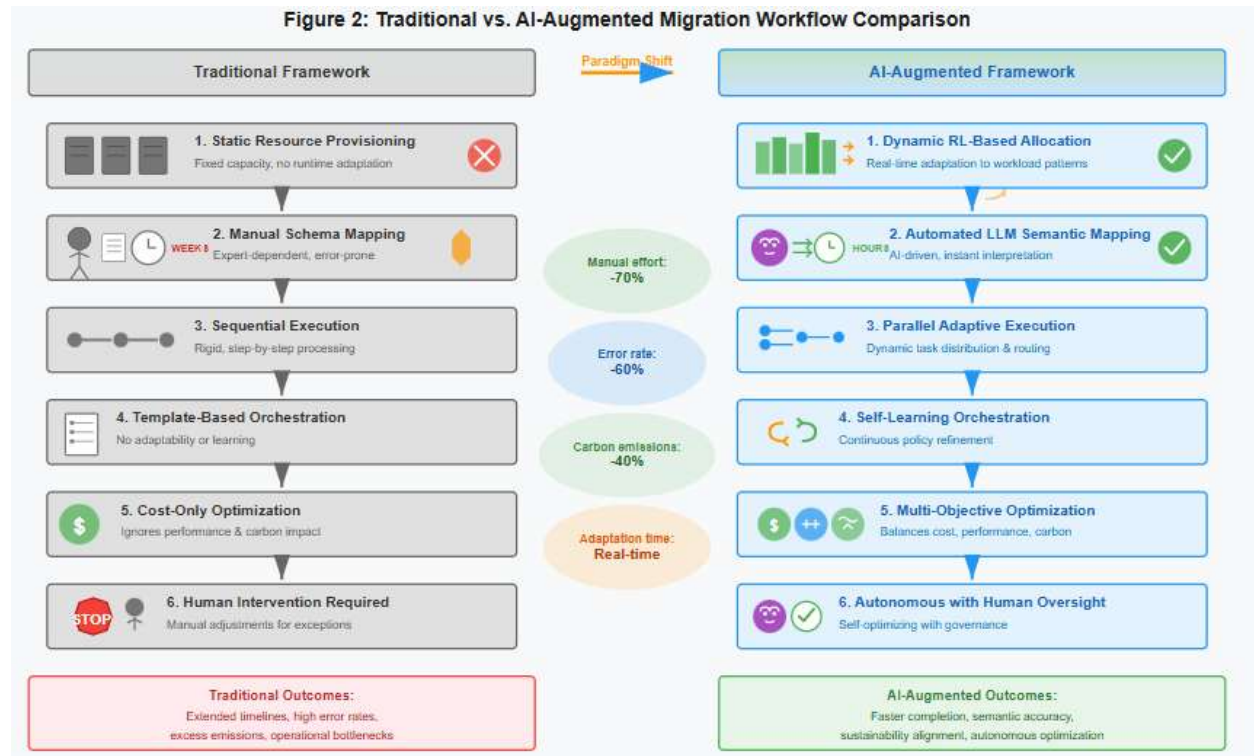 Figure 2: Traditional vs. AI-Augmented Migration Workflow Comparison
Traditional Framework
Paradigm Shift
AI-Augmented Framework
1. Static Resource Provisioning
Fixed capacity, no runtime adaptation
1. Dynamic RL-Based Allocation
Real-time adaptation to workload patterns
WEEK 8
2. Manual Schema Mapping
Expert-dependent, error-prone
HOUR 8
2. Automated LLM Semantic Mapping
AI-driven, instant interpretation
Manual effort:
-70%
3. Sequential Execution
Rigid, step-by-step processing
Error rate:
-60%
3. Parallel Adaptive Execution
Dynamic task distribution & routing
4. Template-Based Orchestration
No adaptability or learning
Carbon emissions:
-40%
4. Self-Learning Orchestration
Continuous policy refinement
$
5. Cost-Only Optimization
Ignores performance & carbon impact
Adaptation time:
Real-time
$
++
5. Multi-Objective Optimization
Balances cost, performance, carbon
STOP
6. Human Intervention Required
Manual adjustments for exceptions
6. Autonomous with Human Oversight
Self-optimizing with governance
Traditional Outcomes:
Extended timelines, high error rates,
excess emissions, operational bottlenecks
AI-Augmented Outcomes:
Faster completion, semantic accuracy,
sustainability alignment, autonomous optimization